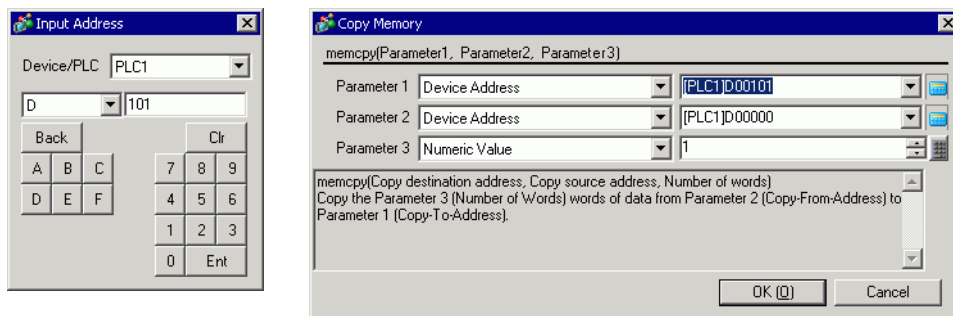 Input Address
Device/PLC PLC1
D 101
Back Clr
A B C 7 8 9
D E F 4 5 6
1 2 3
0 Ent
Copy Memory
memcpy(Parameter1, Parameter2, Parameter3)
Parameter 1 Device Address [PLC1]D00101
Parameter 2 Device Address [PLC1]D00000
Parameter 3 Numeric Value 1
memcpy(Copy destination address, Copy source address, Number of words)
Copy the Parameter 3 (Number of Words) words of data from Parameter 2 (Copy-From-Address) to
Parameter 1 (Copy-To-Address).
OK (O) Cancel